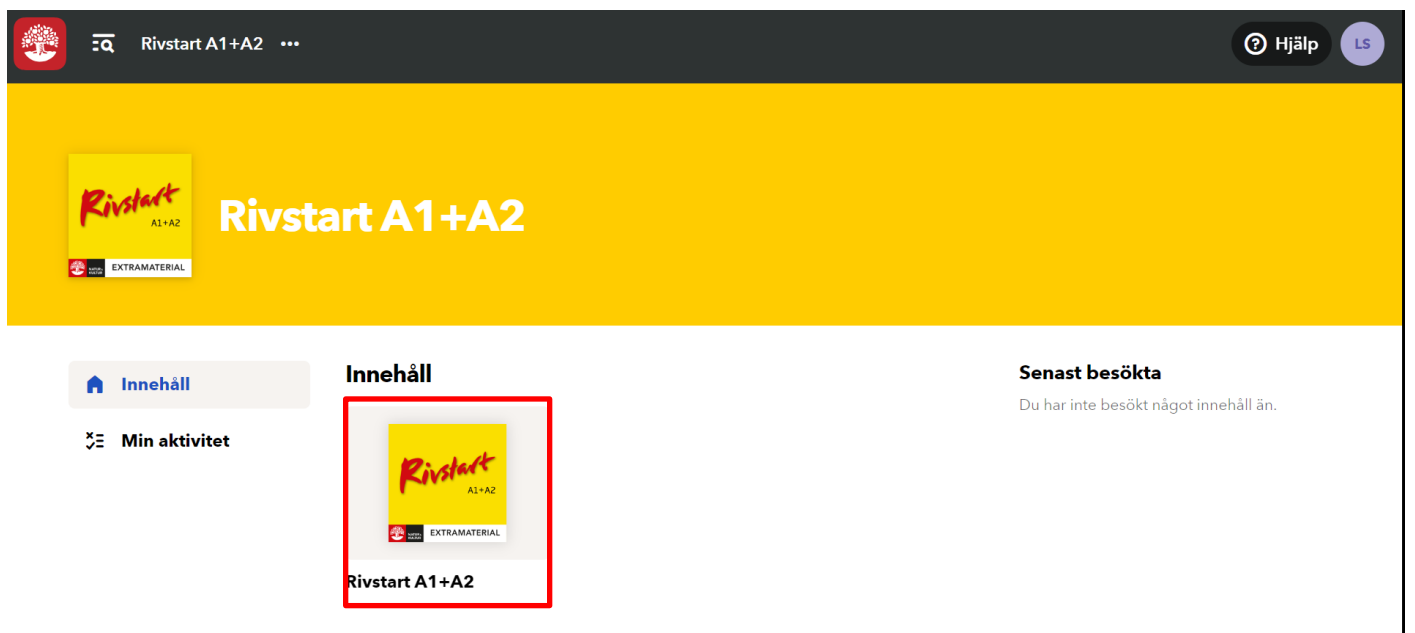 Rivstart A1+A2 •••
Hjälp
LS
Rivstart
A1+A2
EXTRAMATERIAL
Rivstart A1+A2
Innehåll
Min aktivitet
Innehåll
Rivstart
A1+A2
EXTRAMATERIAL
Rivstart A1+A2
Senast besökta
Du har inte besökt något innehåll än.